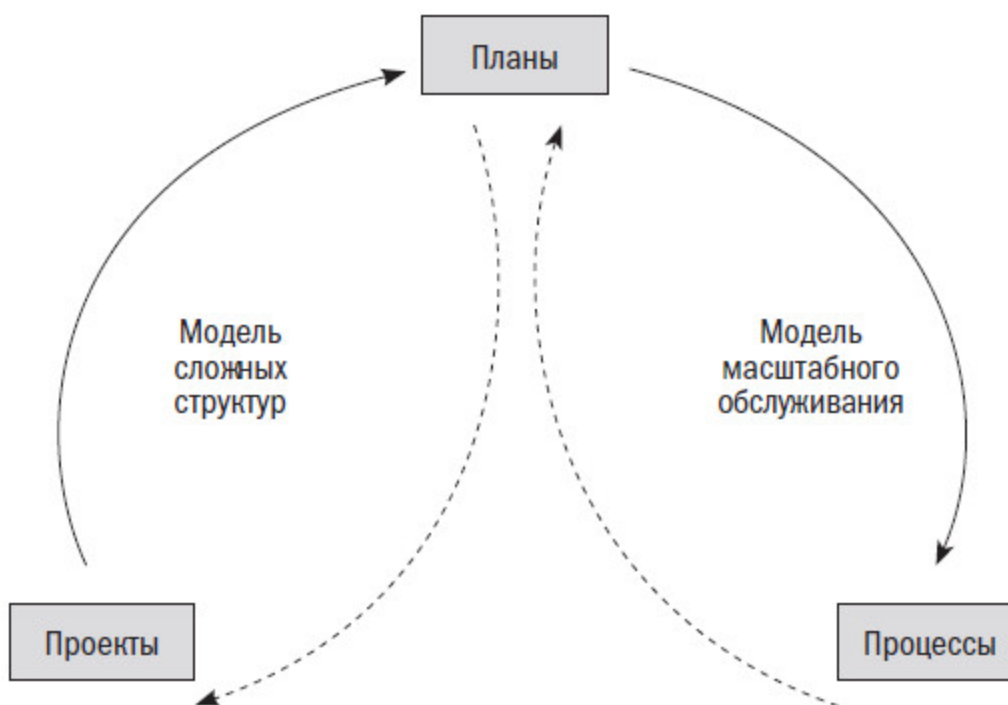 Планы
Модель
сложных
структур
Модель
масштабного
обслуживания
Проекты
Процессы